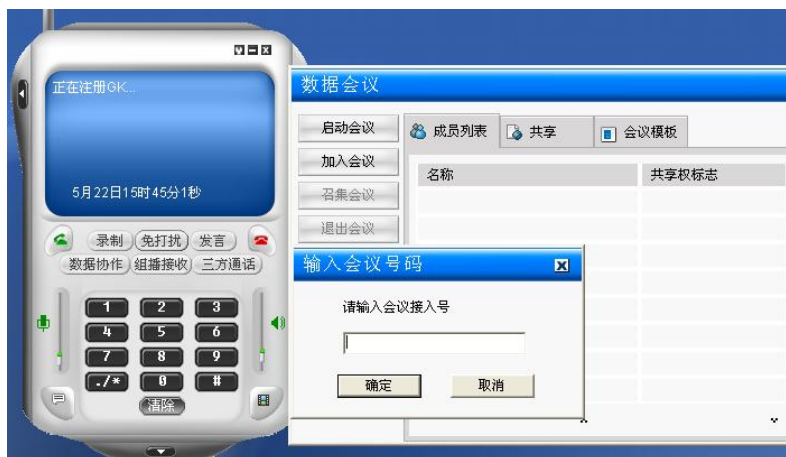 正在注册GK...
5月22日15时45分1秒
录制 免打扰 发言
数据协作 组播接收 三方通话
1 2 3
4 5 6
7 8 9
./* 0 #
清除
数据会议
启动会议
加入会议
召集会议
退出会议
成员列表 共享 会议模板
名称 共享权标志
输入会议号码
请输入会议接入号
确定 取消